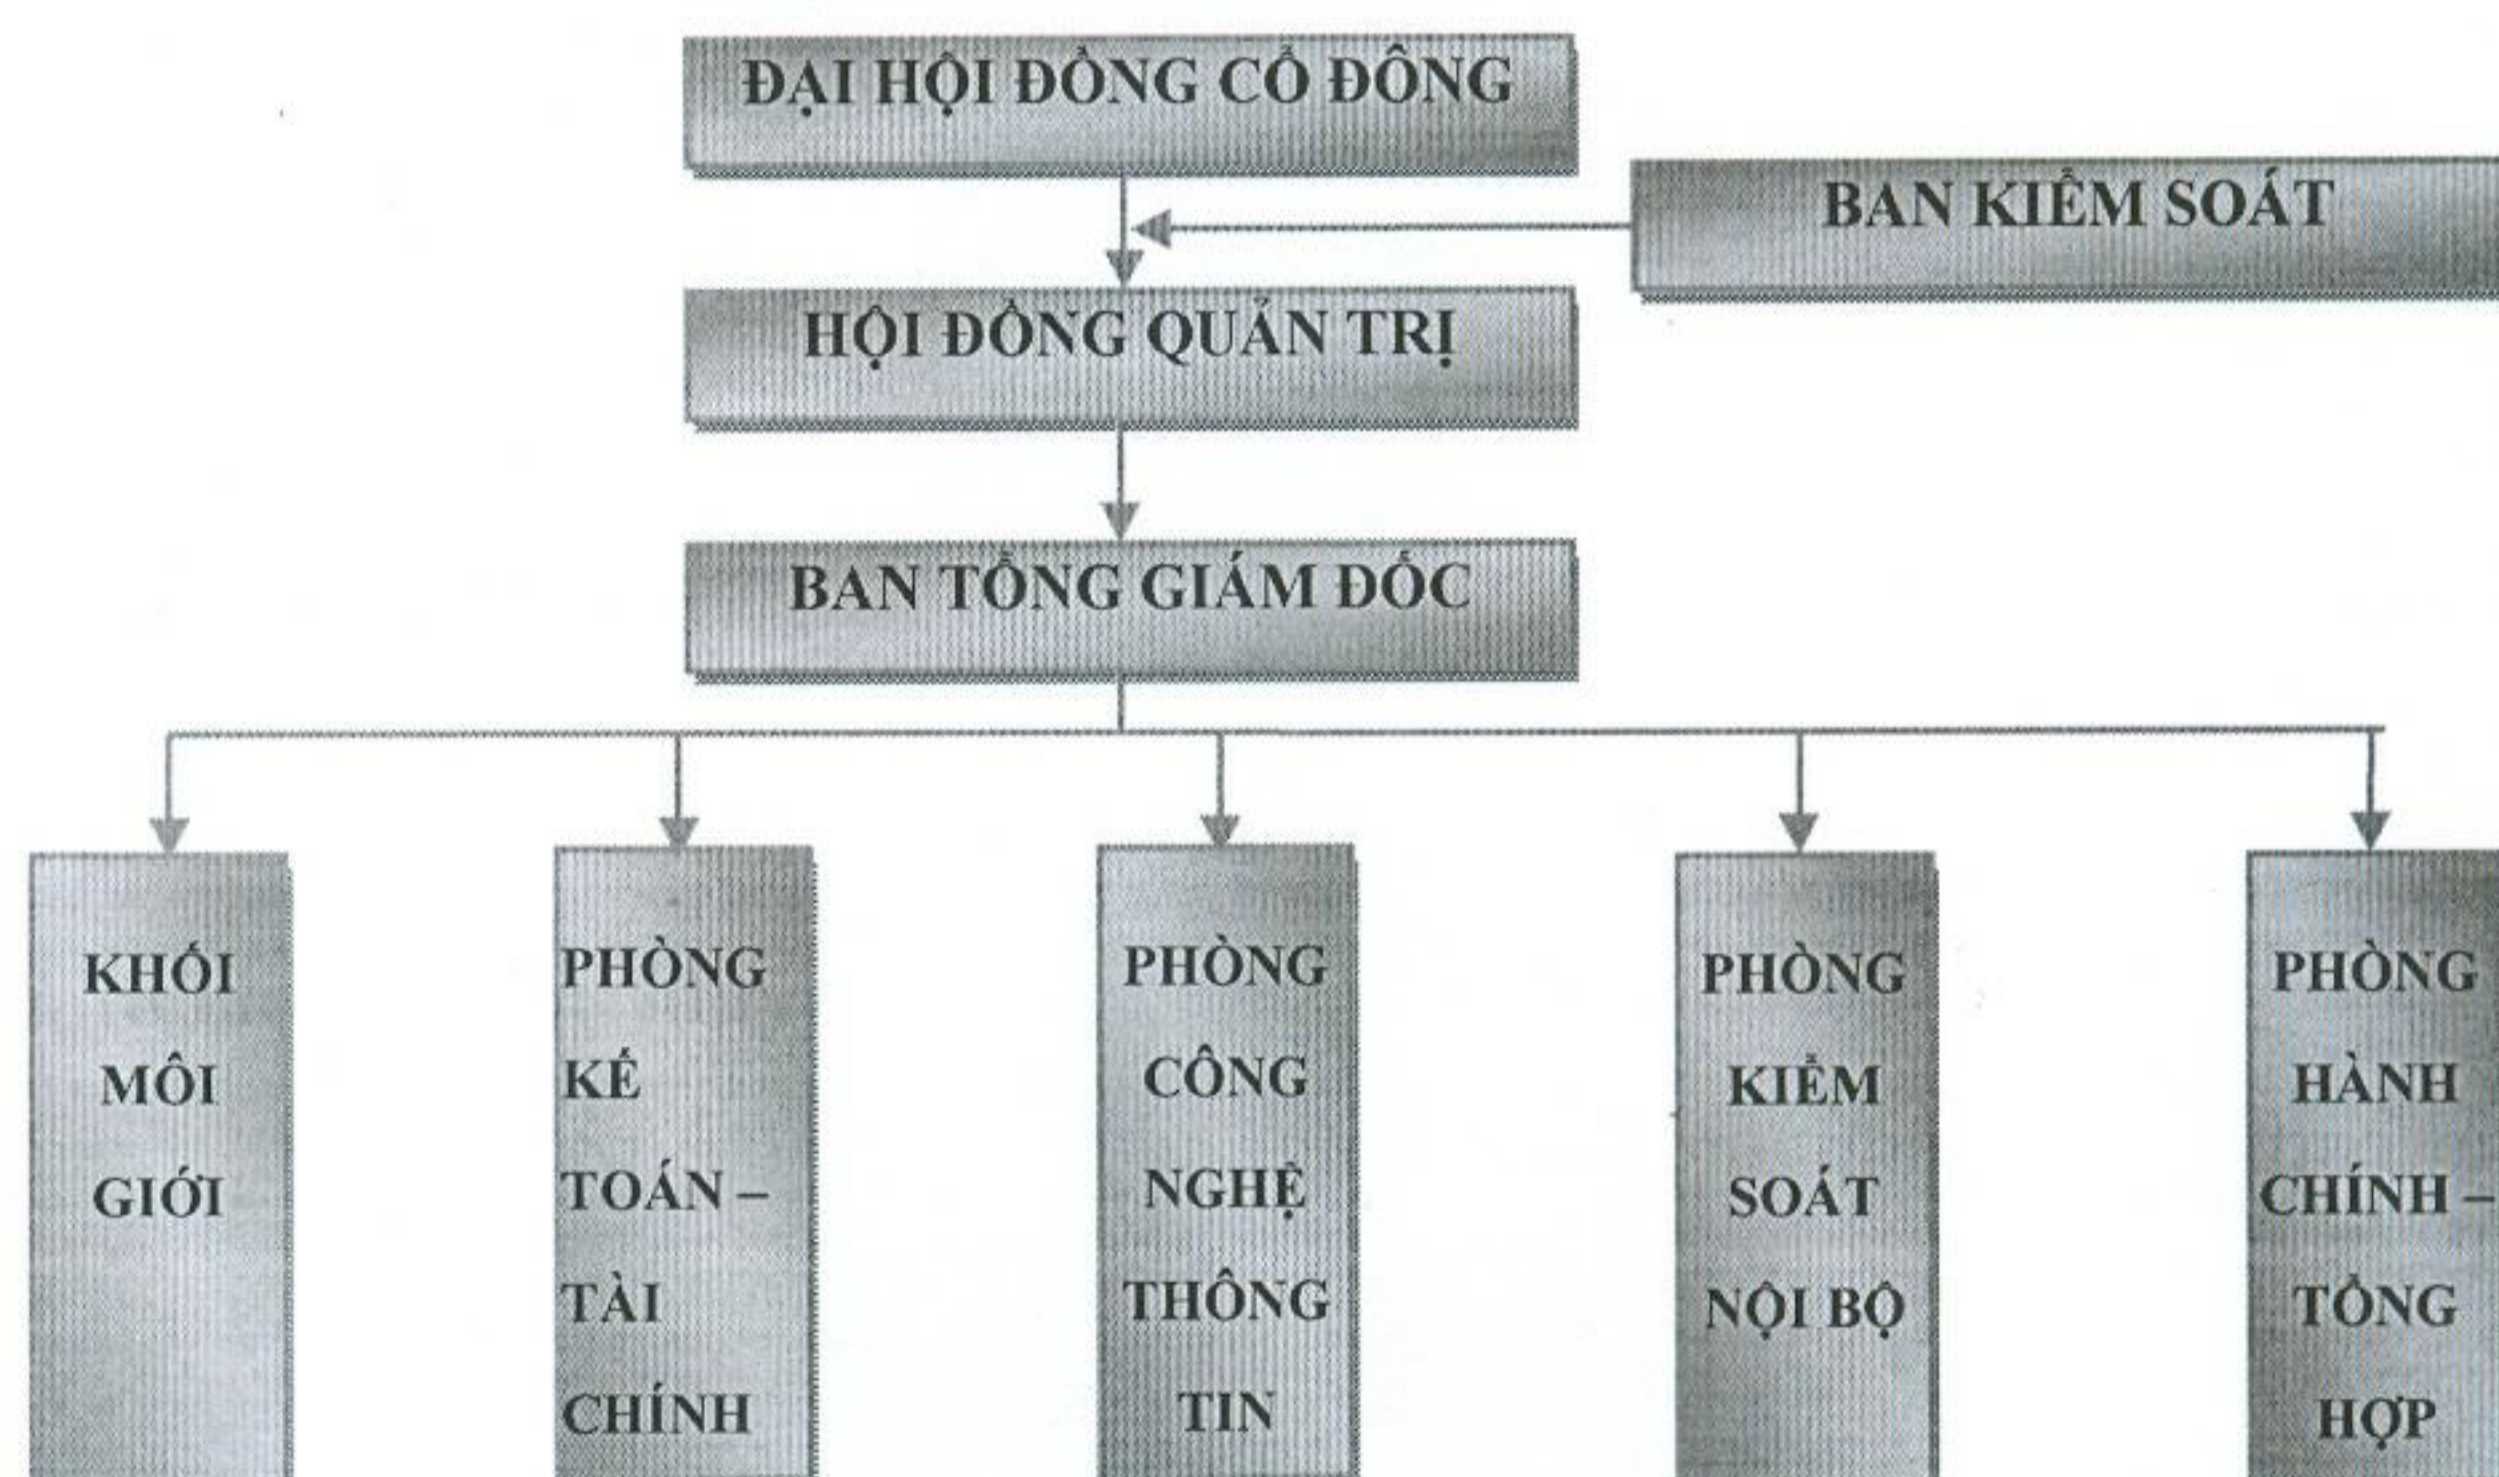 ĐẠI HỘI ĐỒNG CỔ ĐÔNG
BAN KIỂM SOÁT
HỘI ĐỒNG QUẢN TRỊ
BAN TỔNG GIÁM ĐỐC
KHỐI
MÔI
GIỚI
PHÒNG
KẾ
TOÁN –
TÀI
CHÍNH
PHÒNG
CÔNG
NGHỆ
THÔNG
TIN
PHÒNG
KIỂM
SOÁT
NỘI BỘ
PHÒNG
HÀNH
CHÍNH –
TỔNG
HỢP